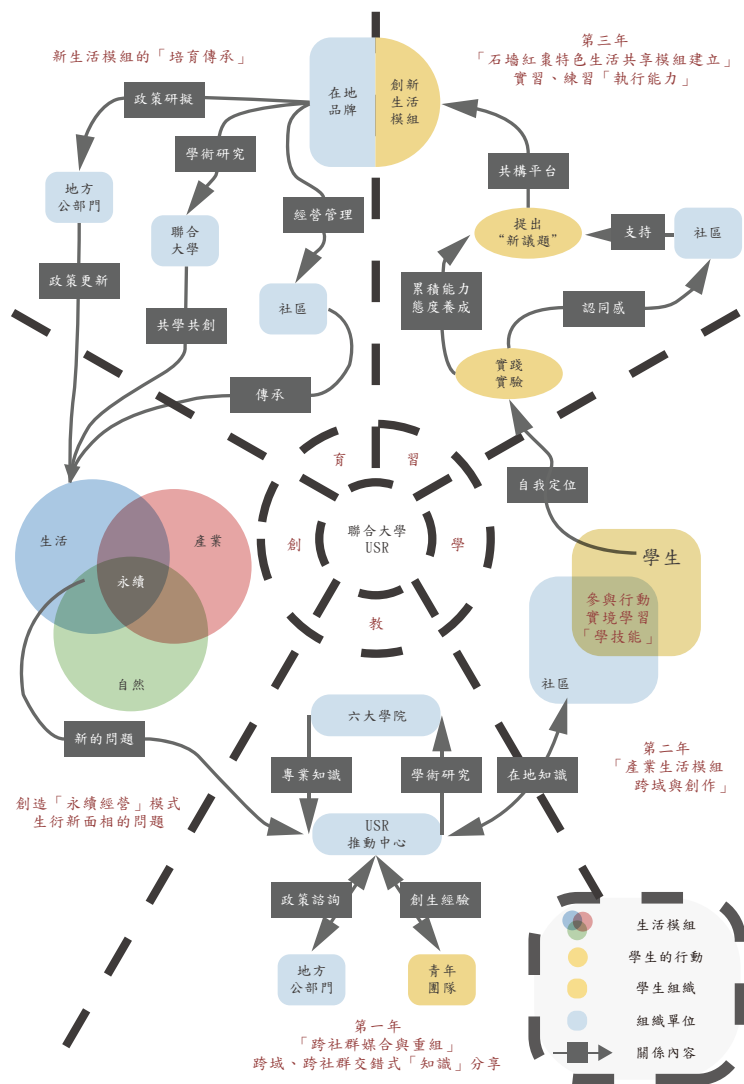 新生活模組的「培育傳承」
第三年
「石墻紅棗特色生活共享模組建立」
實習、練習「執行能力」
在地
品牌
創新
生活
模組
政策研擬
學術研究
經營管理
地方
公部門
聯合
大學
社區
政策更新
共學共創
傳承
共構平台
提出
“新議題”
支持
社區
累積能力
態度養成
認同感
實踐
實驗
自我定位
育
習
創
學
教
聯合大學
USR
生活
產業
永續
自然
學生
參與行動
實境學習
「學技能」
社區
新的問題
創造「永續經營」模式
生衍新面相的問題
六大學院
專業知識
學術研究
在地知識
第二年
「產業生活模組
跨域與創作」
USR
推動中心
政策諮詢
創生經驗
地方
公部門
青年
團隊
第一年
「跨社群媒合與重組」
跨域、跨社群交錯式「知識」分享
生活模組
學生的行動
學生組織
組織單位
關係內容